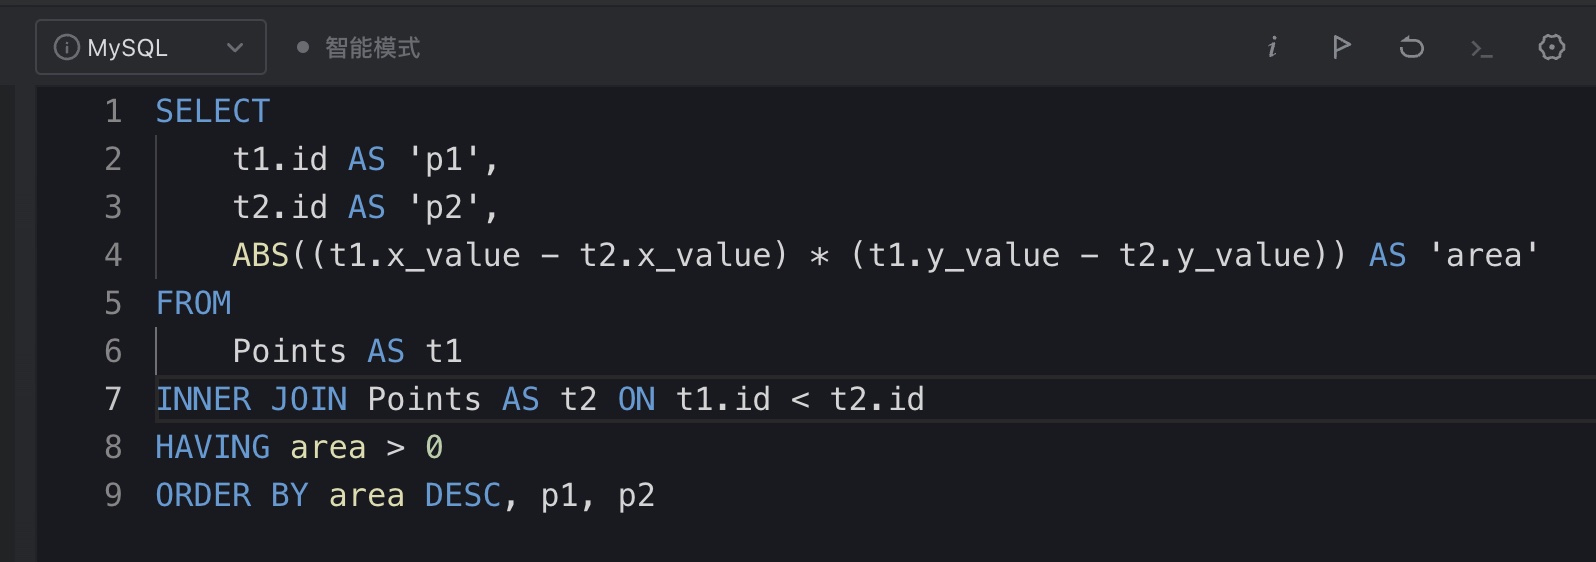 MySQL 智能模式
1 SELECT
2     t1.id AS 'p1',
3     t2.id AS 'p2',
4     ABS((t1.x_value - t2.x_value) * (t1.y_value - t2.y_value)) AS 'area'
5 FROM
6     Points AS t1
7 INNER JOIN Points AS t2 ON t1.id < t2.id
8 HAVING area > 0
9 ORDER BY area DESC, p1, p2